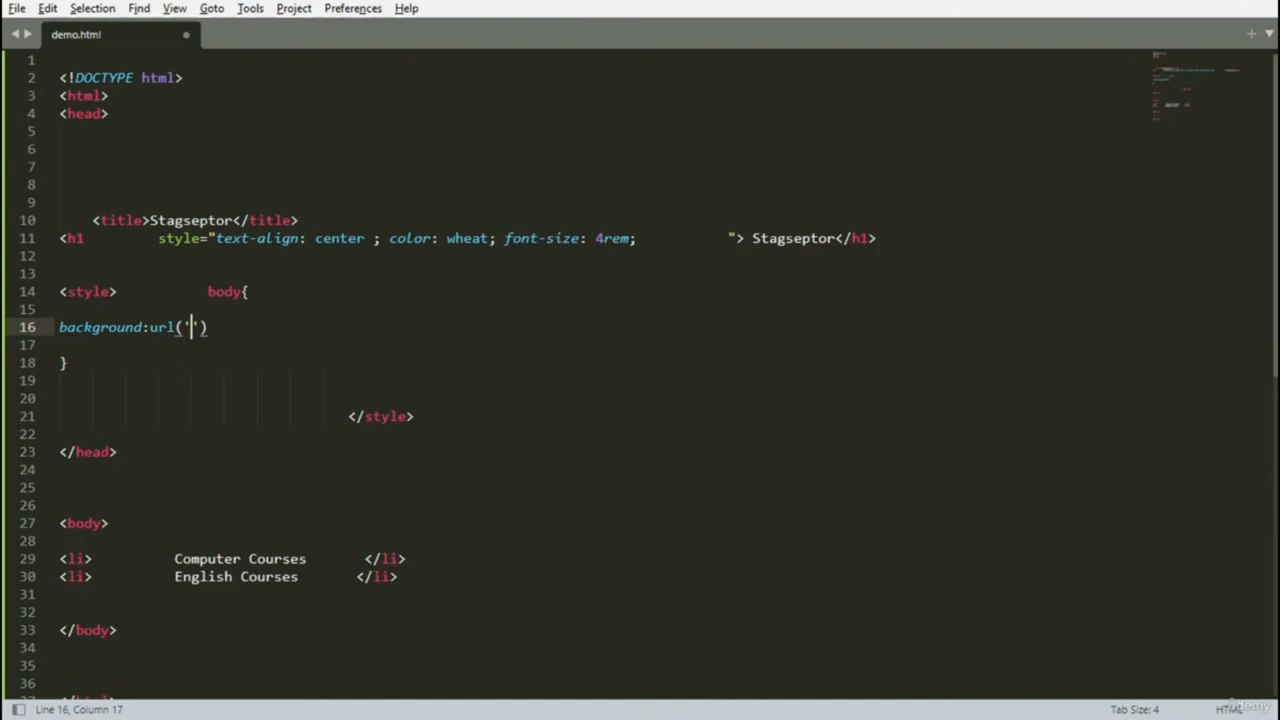 File Edit Selection Find View Goto Tools Project Preferences Help
demo.html
1
2 <!DOCTYPE html>
3 <html>
4 <head>
5
6
7
8
9
10 <title>Stagseptor</title>
11 <h1 style="text-align: center ; color: wheat; font-size: 4rem; "> Stagseptor</h1>
12
13
14 <style> body{
15
16 background:url('')
17
18 }
19
20
21 </style>
22
23 </head>
24
25
26
27 <body>
28
29 <li> Computer Courses </li>
30 <li> English Courses </li>
31
32
33 </body>
34
35
36
37 </html>
Line 16, Column 17 Tab Size: 4 HTML
Udemy